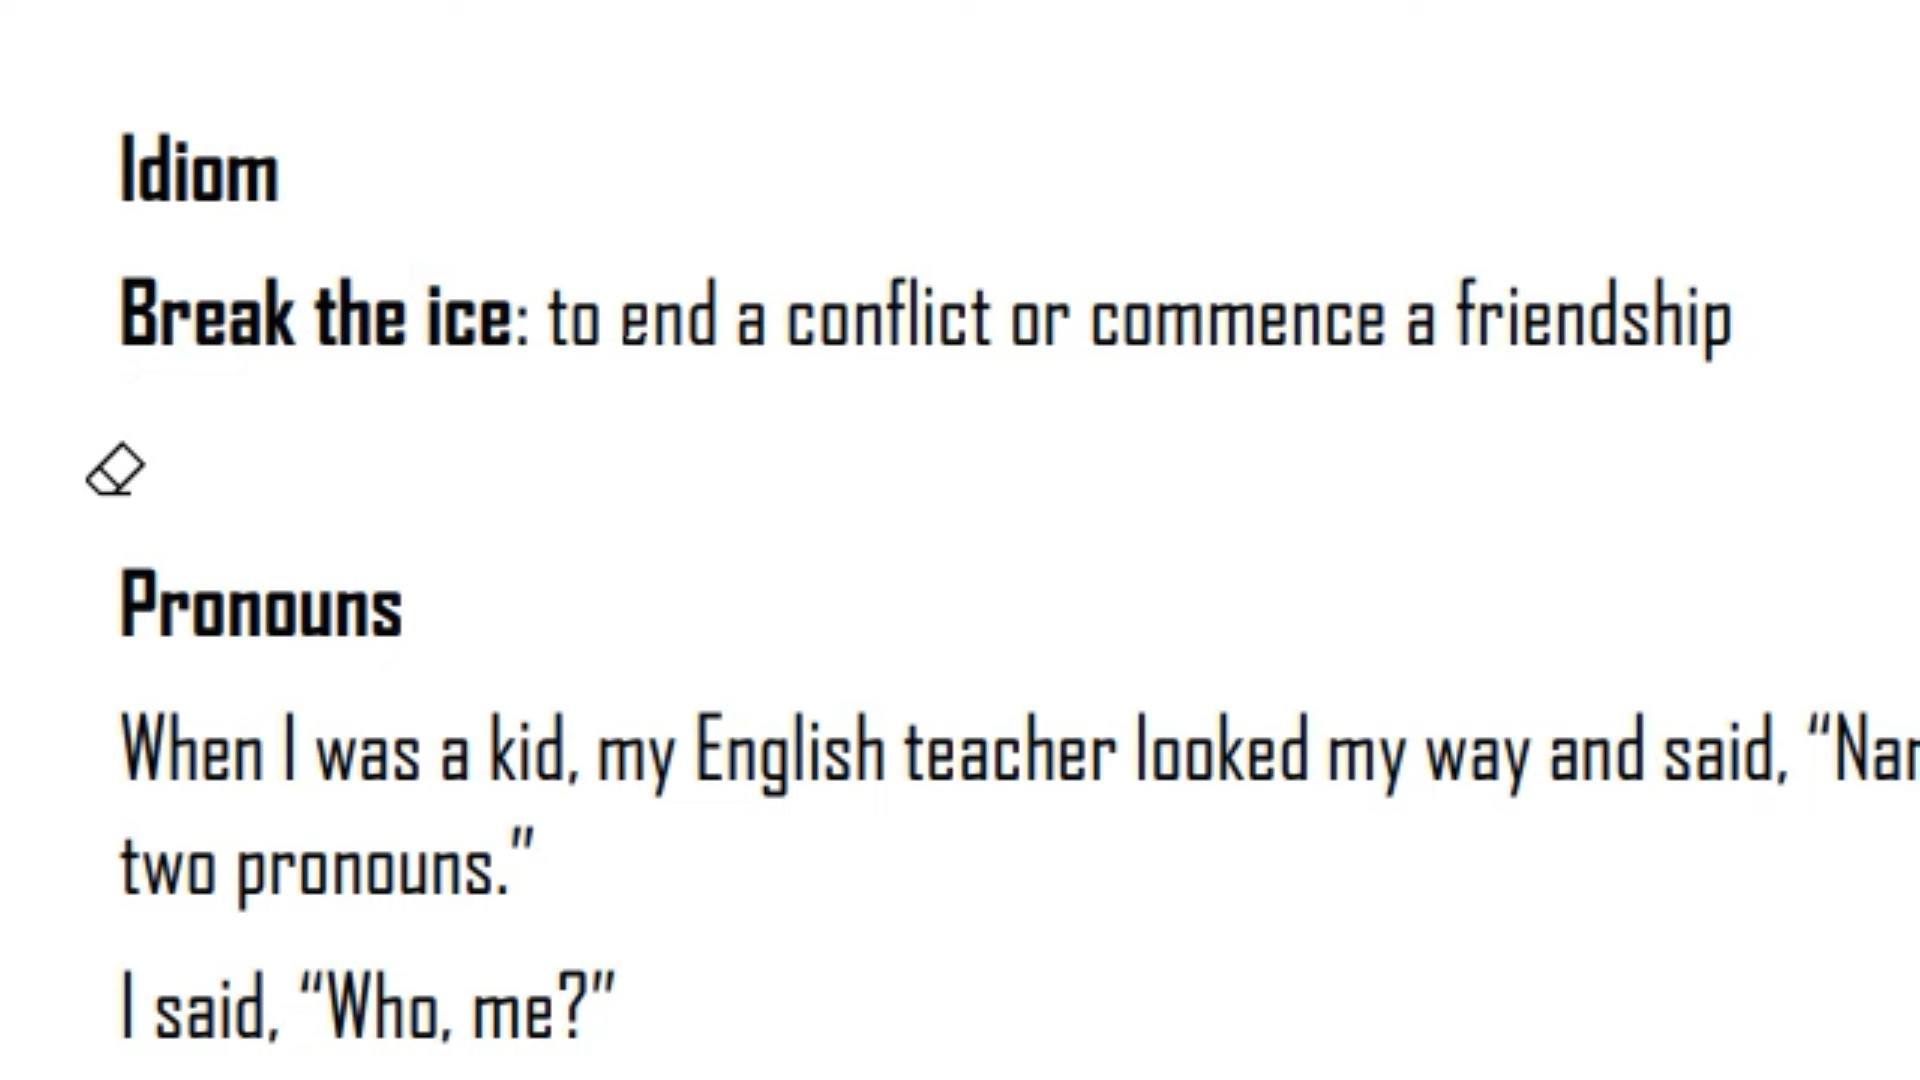 Idiom
Break the ice: to end a conflict or commence a friendship
Pronouns
When I was a kid, my English teacher looked my way and said, “
two pronouns.”
I said, “Who, me?”